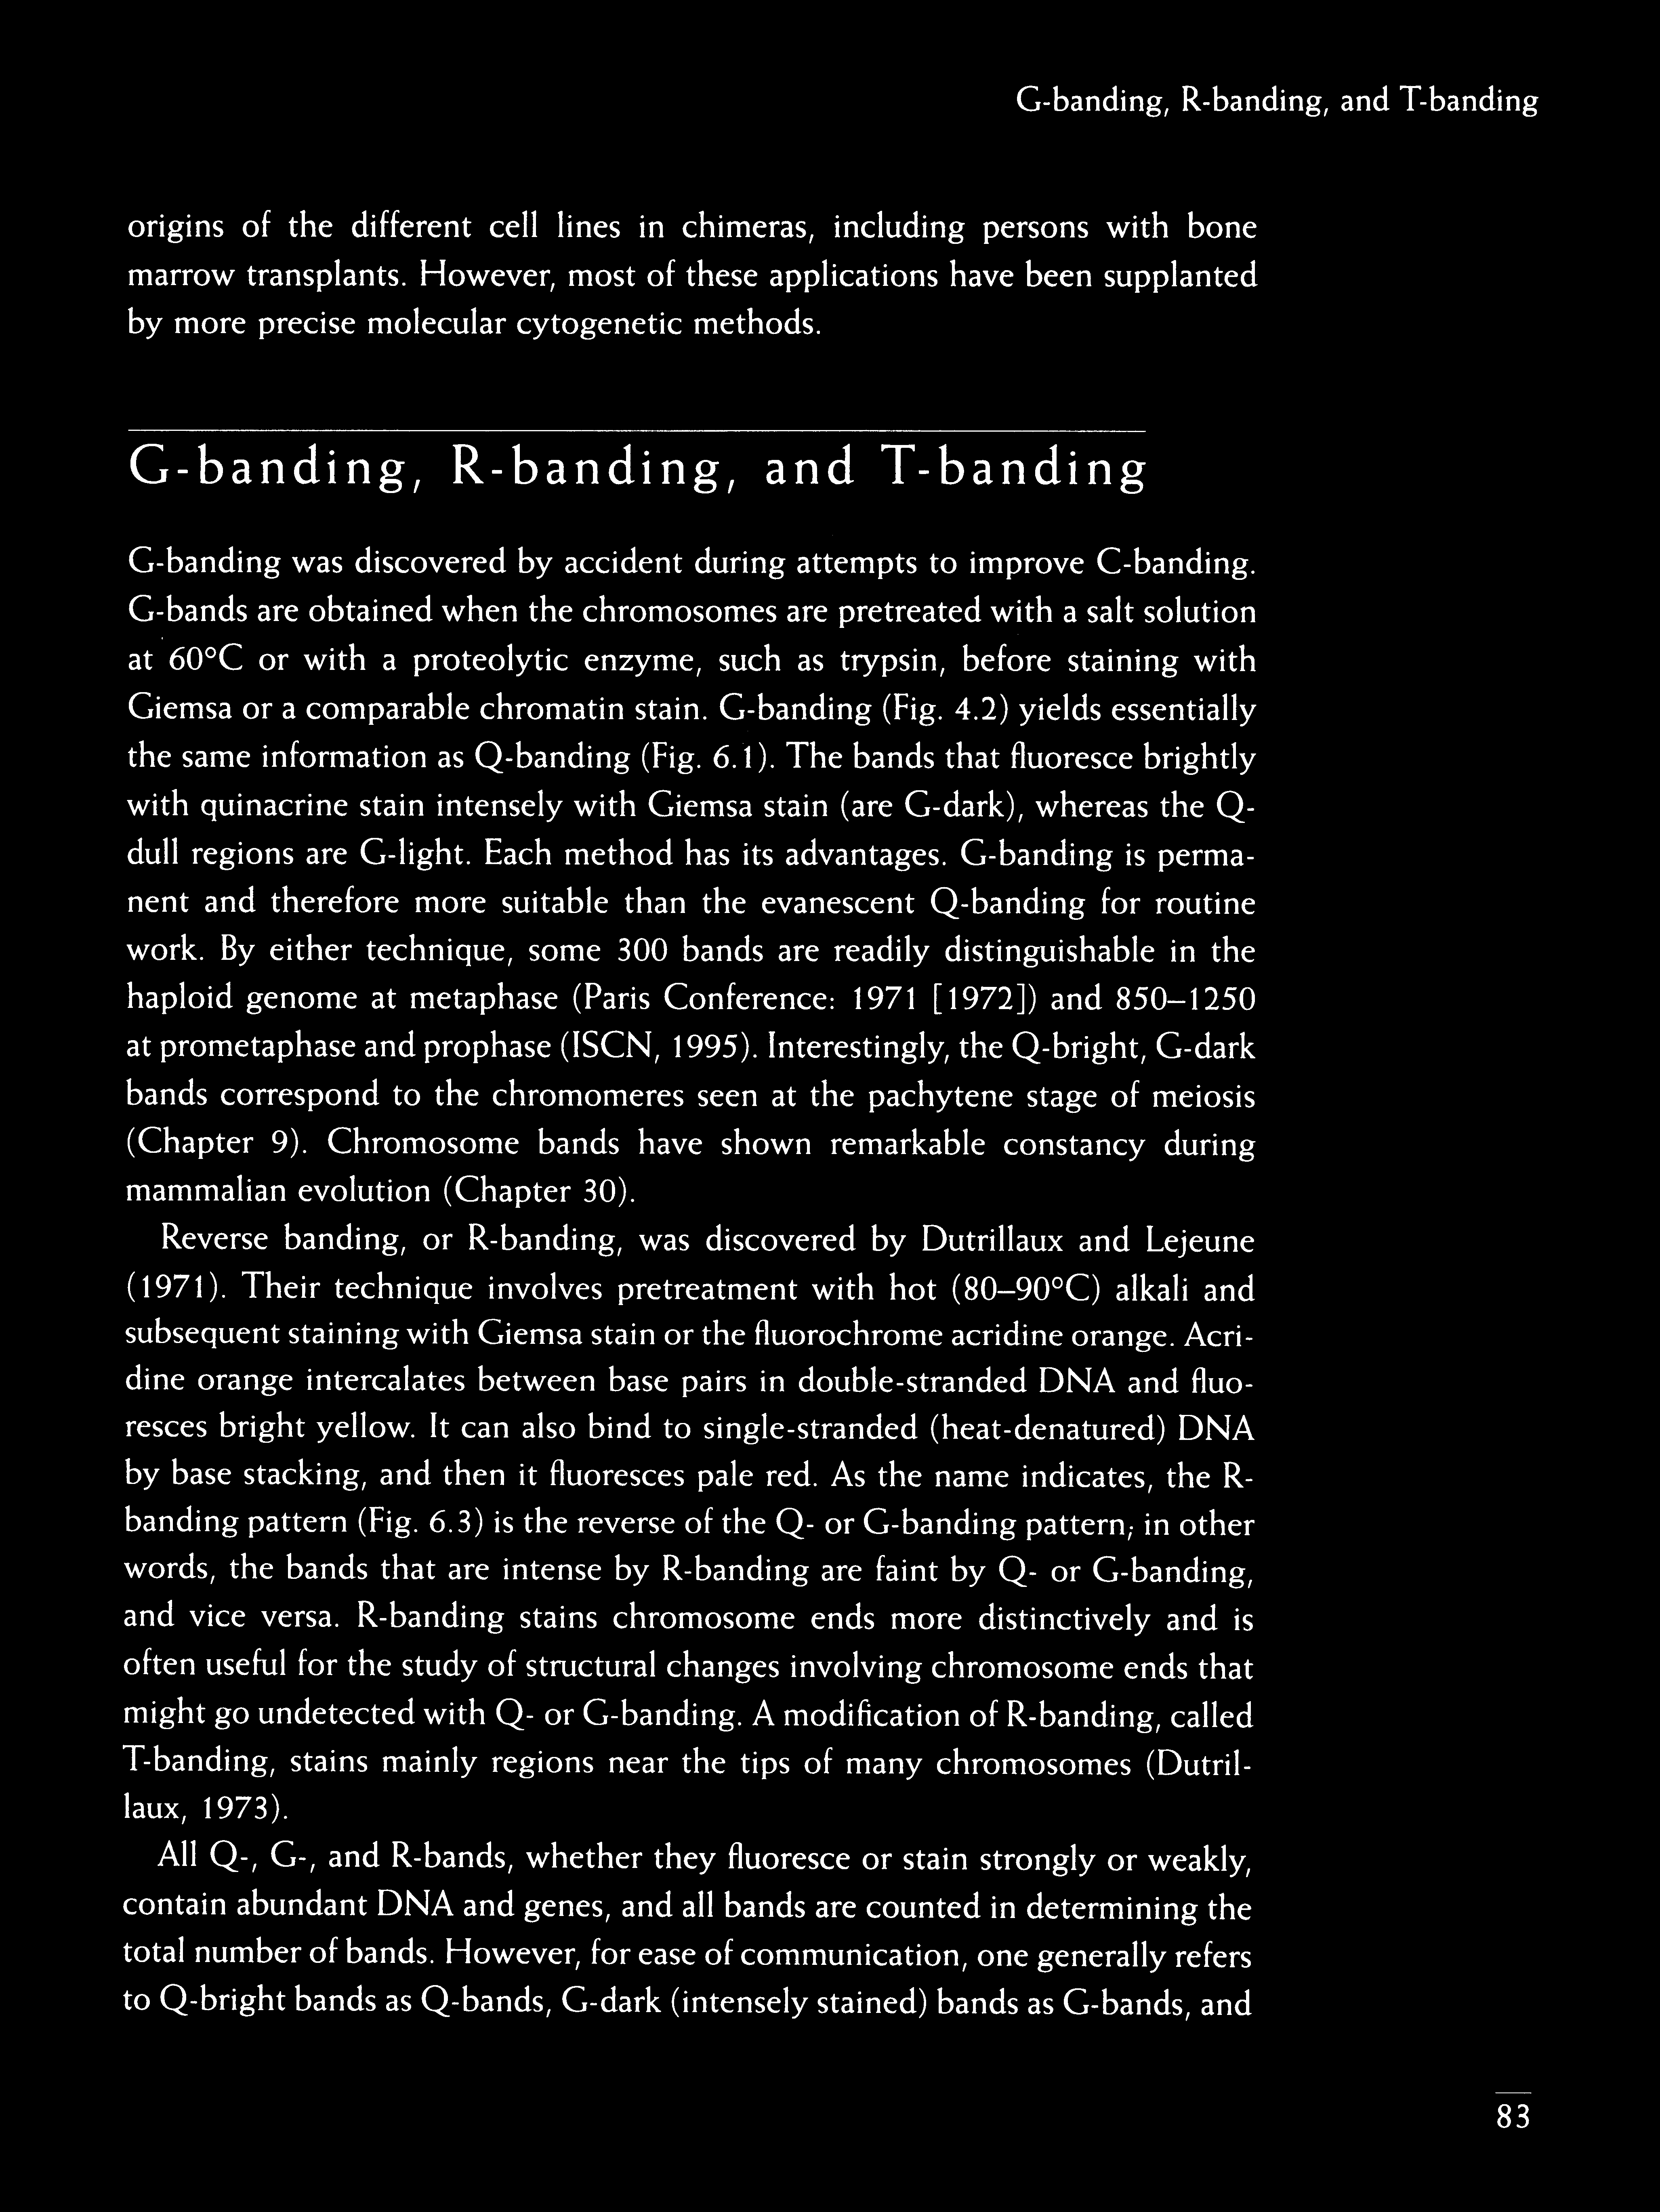 G-banding, R-banding, and T-banding
origins of the different cell lines in chimeras, including persons with bone
marrow transplants. However, most of these applications have been supplanted
by more precise molecular cytogenetic methods.
G-banding, R-banding, and T-banding
G-banding was discovered by accident during attempts to improve C-banding.
G-bands are obtained when the chromosomes are pretreated with a salt solution
at 60°C or with a proteolytic enzyme, such as trypsin, before staining with
Giemsa or a comparable chromatin stain. G-banding (Fig. 4.2) yields essentially
the same information as Q-banding (Fig. 6.1). The bands that fluoresce brightly
with quinacrine stain intensely with Giemsa stain (are G-dark), whereas the Q-
dull regions are G-light. Each method has its advantages. G-banding is perma-
nent and therefore more suitable than the evanescent Q-banding for routine
work. By either technique, some 300 bands are readily distinguishable in the
haploid genome at metaphase (Paris Conference: 1971 [1972]) and 850–1250
at prometaphase and prophase (ISCN, 1995). Interestingly, the Q-bright, G-dark
bands correspond to the chromomeres seen at the pachytene stage of meiosis
(Chapter 9). Chromosome bands have shown remarkable constancy during
mammalian evolution (Chapter 30).
Reverse banding, or R-banding, was discovered by Dutrillaux and Lejeune
(1971). Their technique involves pretreatment with hot (80–90°C) alkali and
subsequent staining with Giemsa stain or the fluorochrome acridine orange. Acri-
dine orange intercalates between base pairs in double-stranded DNA and fluo-
resces bright yellow. It can also bind to single-stranded (heat-denatured) DNA
by base stacking, and then it fluoresces pale red. As the name indicates, the R-
banding pattern (Fig. 6.3) is the reverse of the Q- or G-banding pattern; in other
words, the bands that are intense by R-banding are faint by Q- or G-banding,
and vice versa. R-banding stains chromosome ends more distinctively and is
often useful for the study of structural changes involving chromosome ends that
might go undetected with Q- or G-banding. A modification of R-banding, called
T-banding, stains mainly regions near the tips of many chromosomes (Dutril-
laux, 1973).
All Q-, G-, and R-bands, whether they fluoresce or stain strongly or weakly,
contain abundant DNA and genes, and all bands are counted in determining the
total number of bands. However, for ease of communication, one generally refers
to Q-bright bands as Q-bands, G-dark (intensely stained) bands as G-bands, and
83